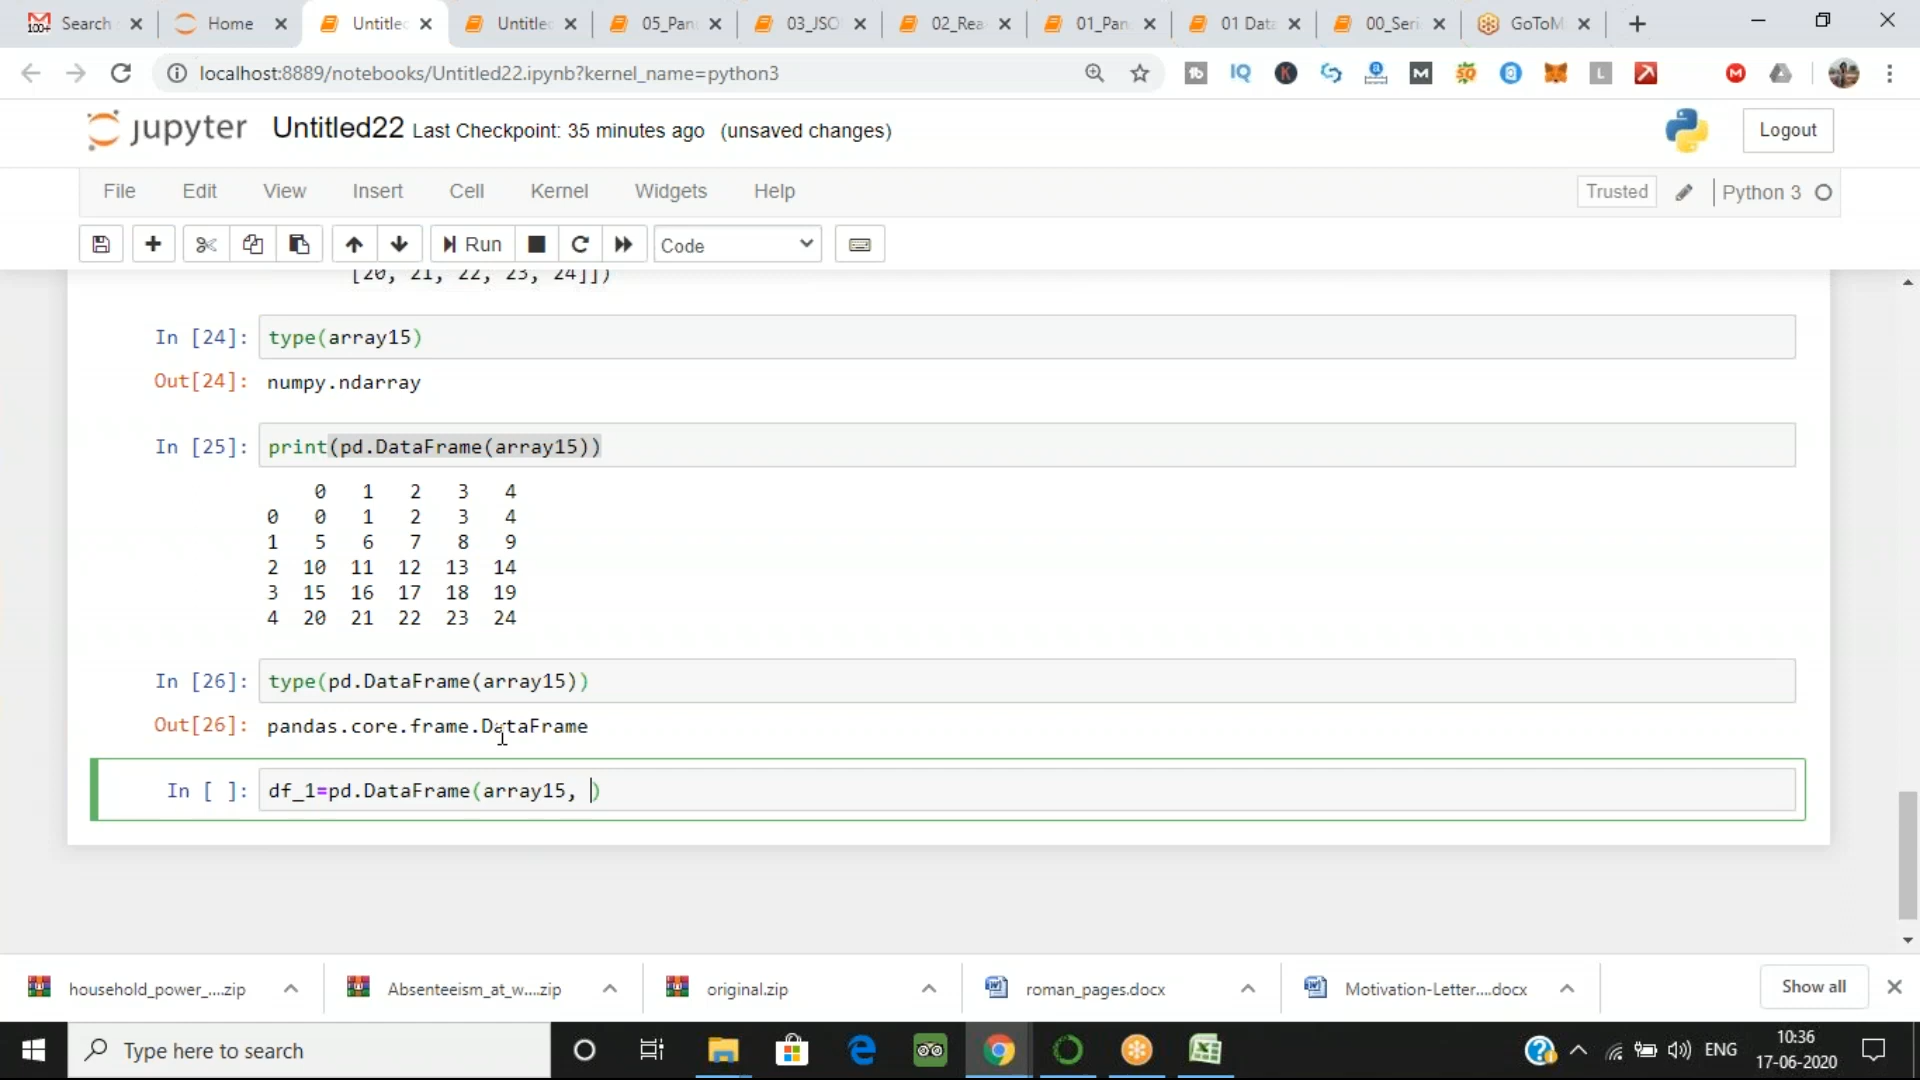 Search Home Untitled Untitle 05_Pan 03_JSO 02_Rea 01_Pan 01 Data 00_Seri GoToM
localhost:8889/notebooks/Untitled22.ipynb?kernel_name=python3
jupyter Untitled22 Last Checkpoint: 35 minutes ago (unsaved changes) Logout
File Edit View Insert Cell Kernel Widgets Help Trusted Python 3
Run Code
[20, 21, 22, 23, 24]])
In [24]: type(array15)
Out[24]: numpy.ndarray
In [25]: print(pd.DataFrame(array15))
0 1 2 3 4
0 0 1 2 3 4
1 5 6 7 8 9
2 10 11 12 13 14
3 15 16 17 18 19
4 20 21 22 23 24
In [26]: type(pd.DataFrame(array15))
Out[26]: pandas.core.frame.DataFrame
In [ ]: df_1=pd.DataFrame(array15, )
household_power_....zip Absenteeism_at_w....zip original.zip roman_pages.docx Motivation-Letter....docx Show all
Type here to search ENG 10:36
17-06-2020